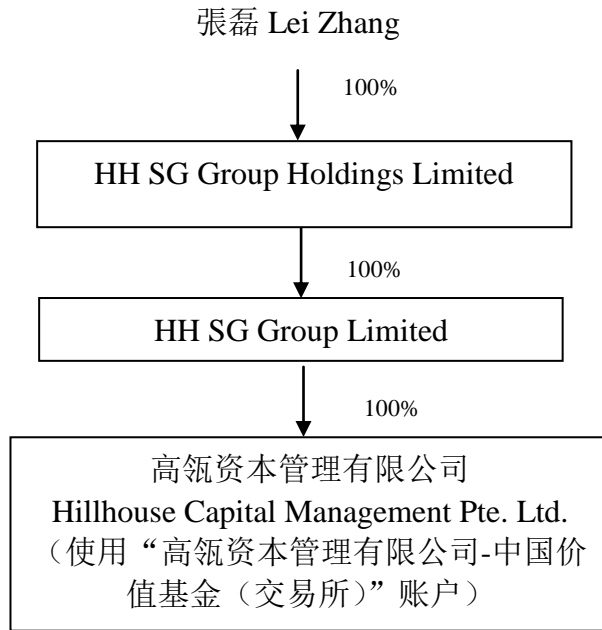 張磊 Lei Zhang
100%
HH SG Group Holdings Limited
100%
HH SG Group Limited
100%
高瓴资本管理有限公司
Hillhouse Capital Management Pte. Ltd.
（使用“高瓴资本管理有限公司-中国价
值基金（交易所）”账户）